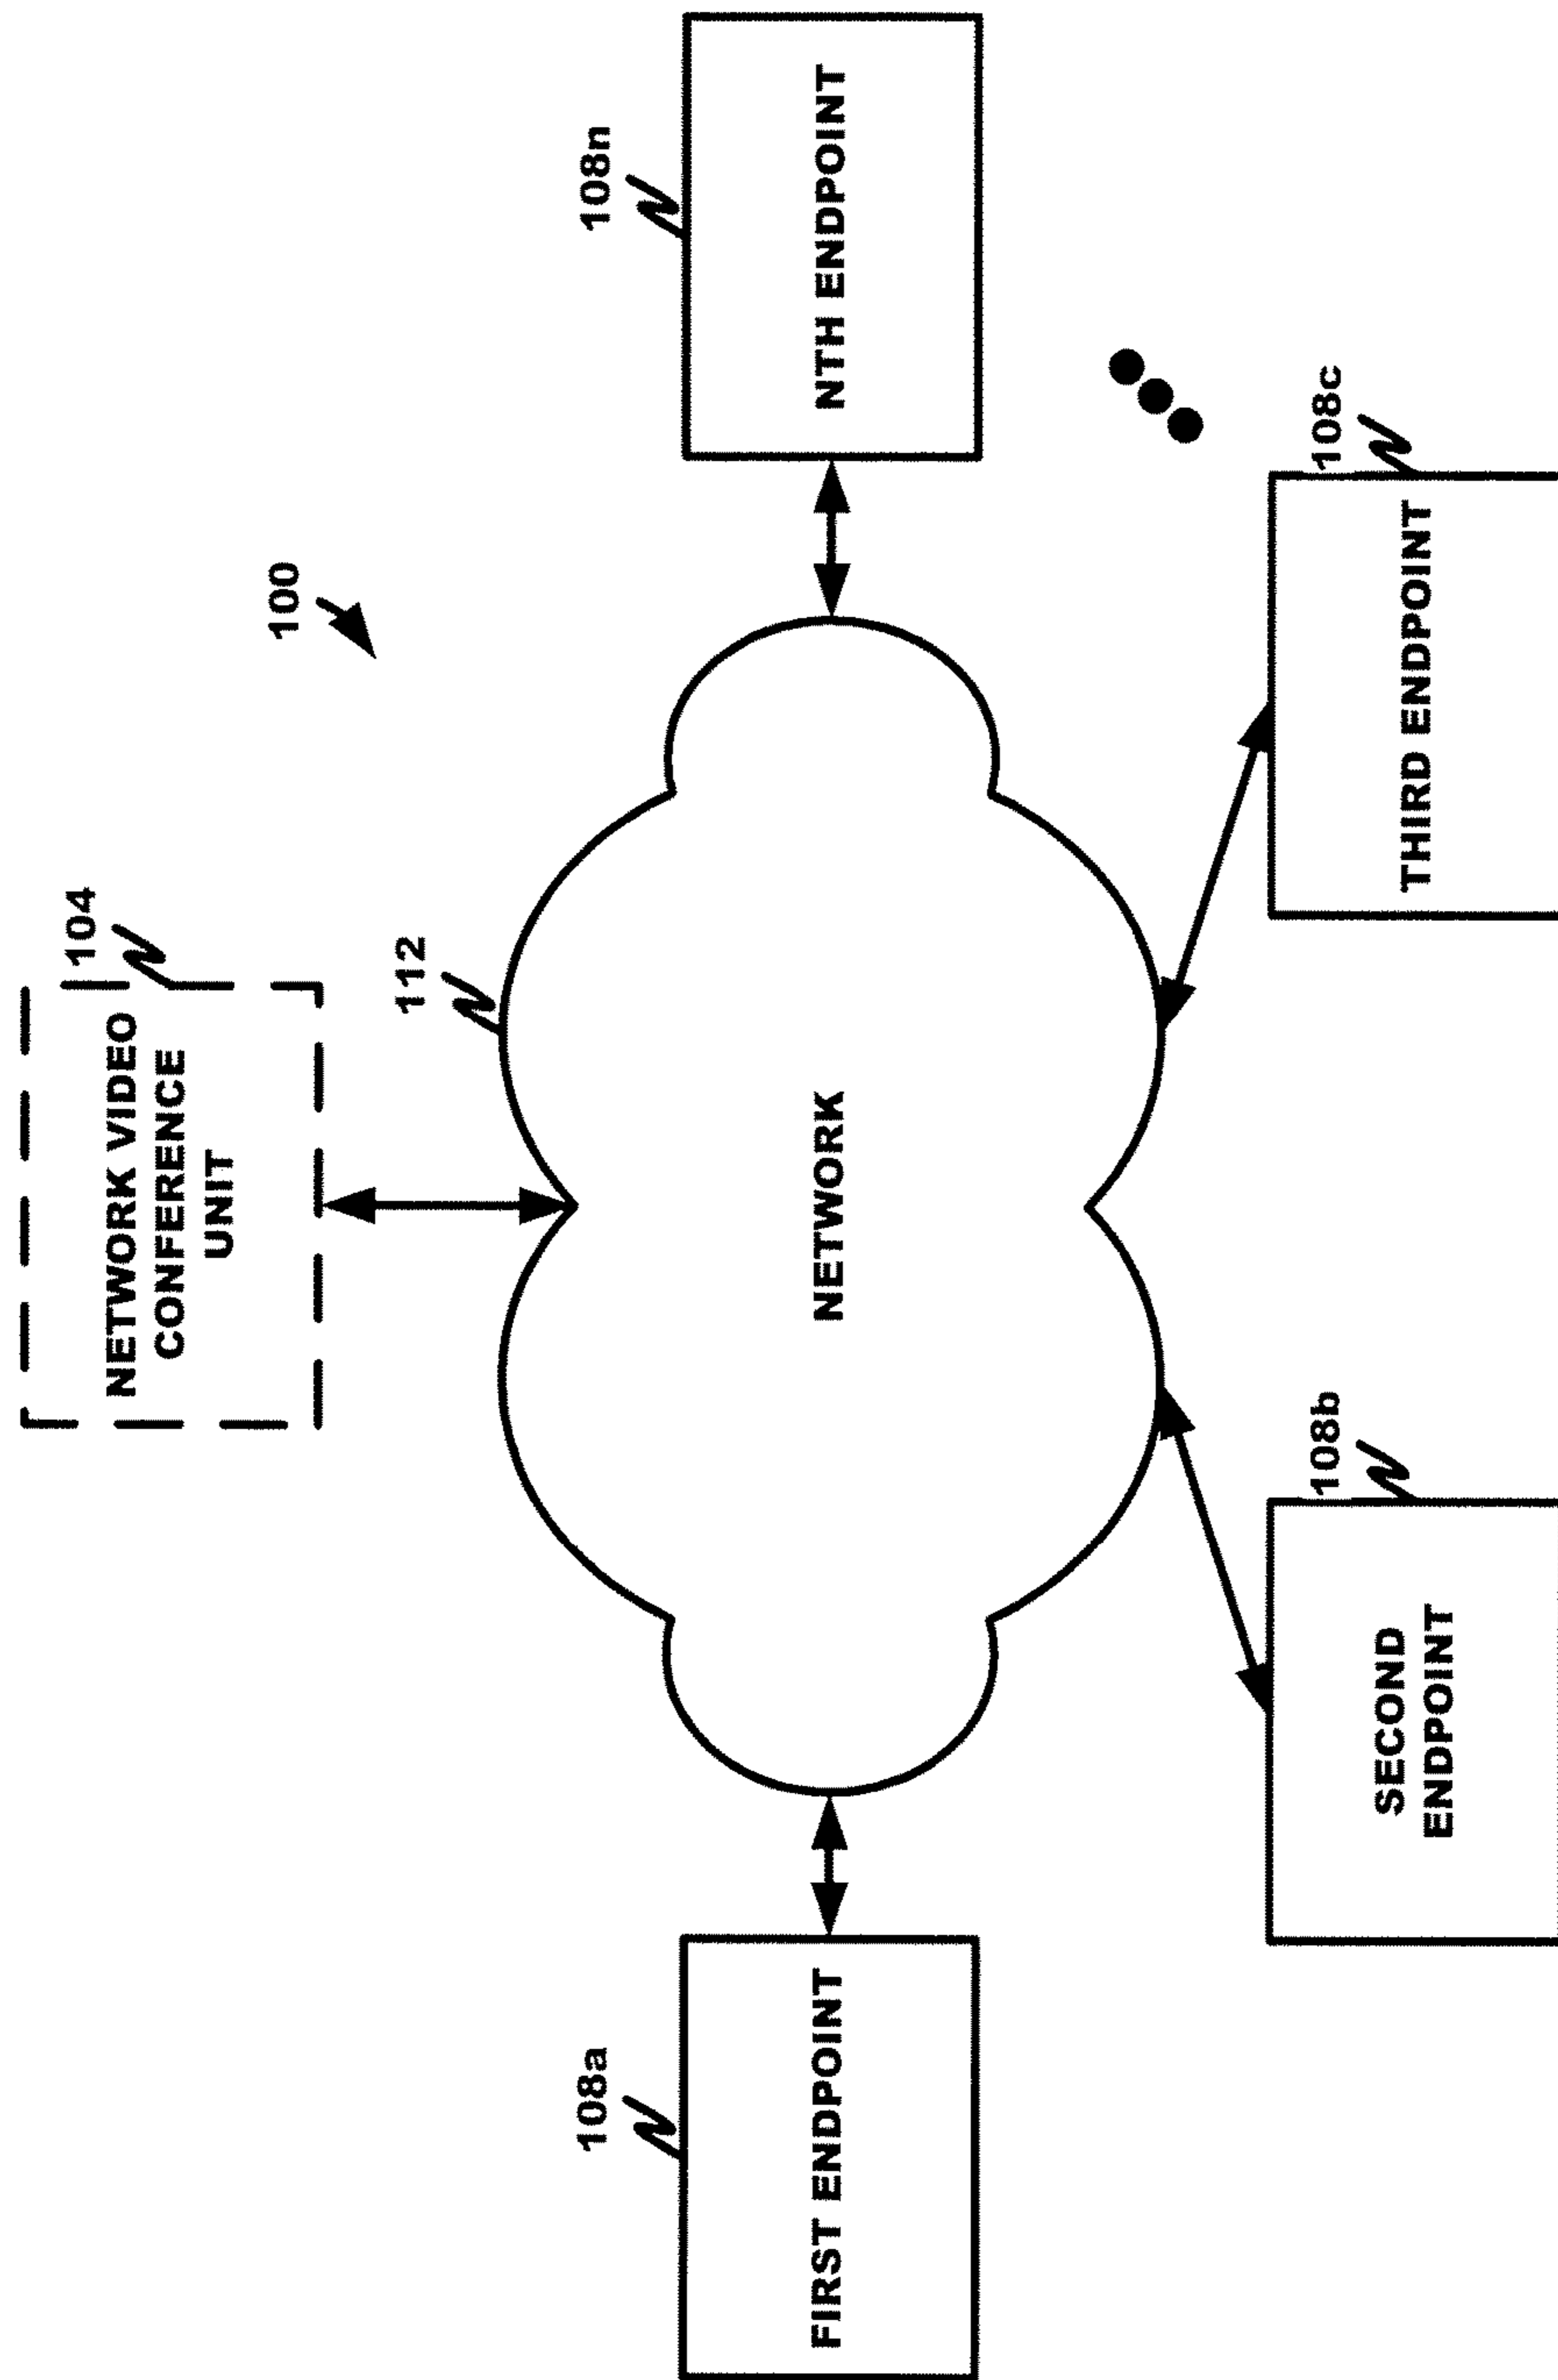 104
NETWORK VIDEO
CONFERENCE
UNIT
100
112
108a
108n
FIRST ENDPOINT
NETWORK
NTH ENDPOINT
108b
108c
SECOND
ENDPOINT
THIRD ENDPOINT